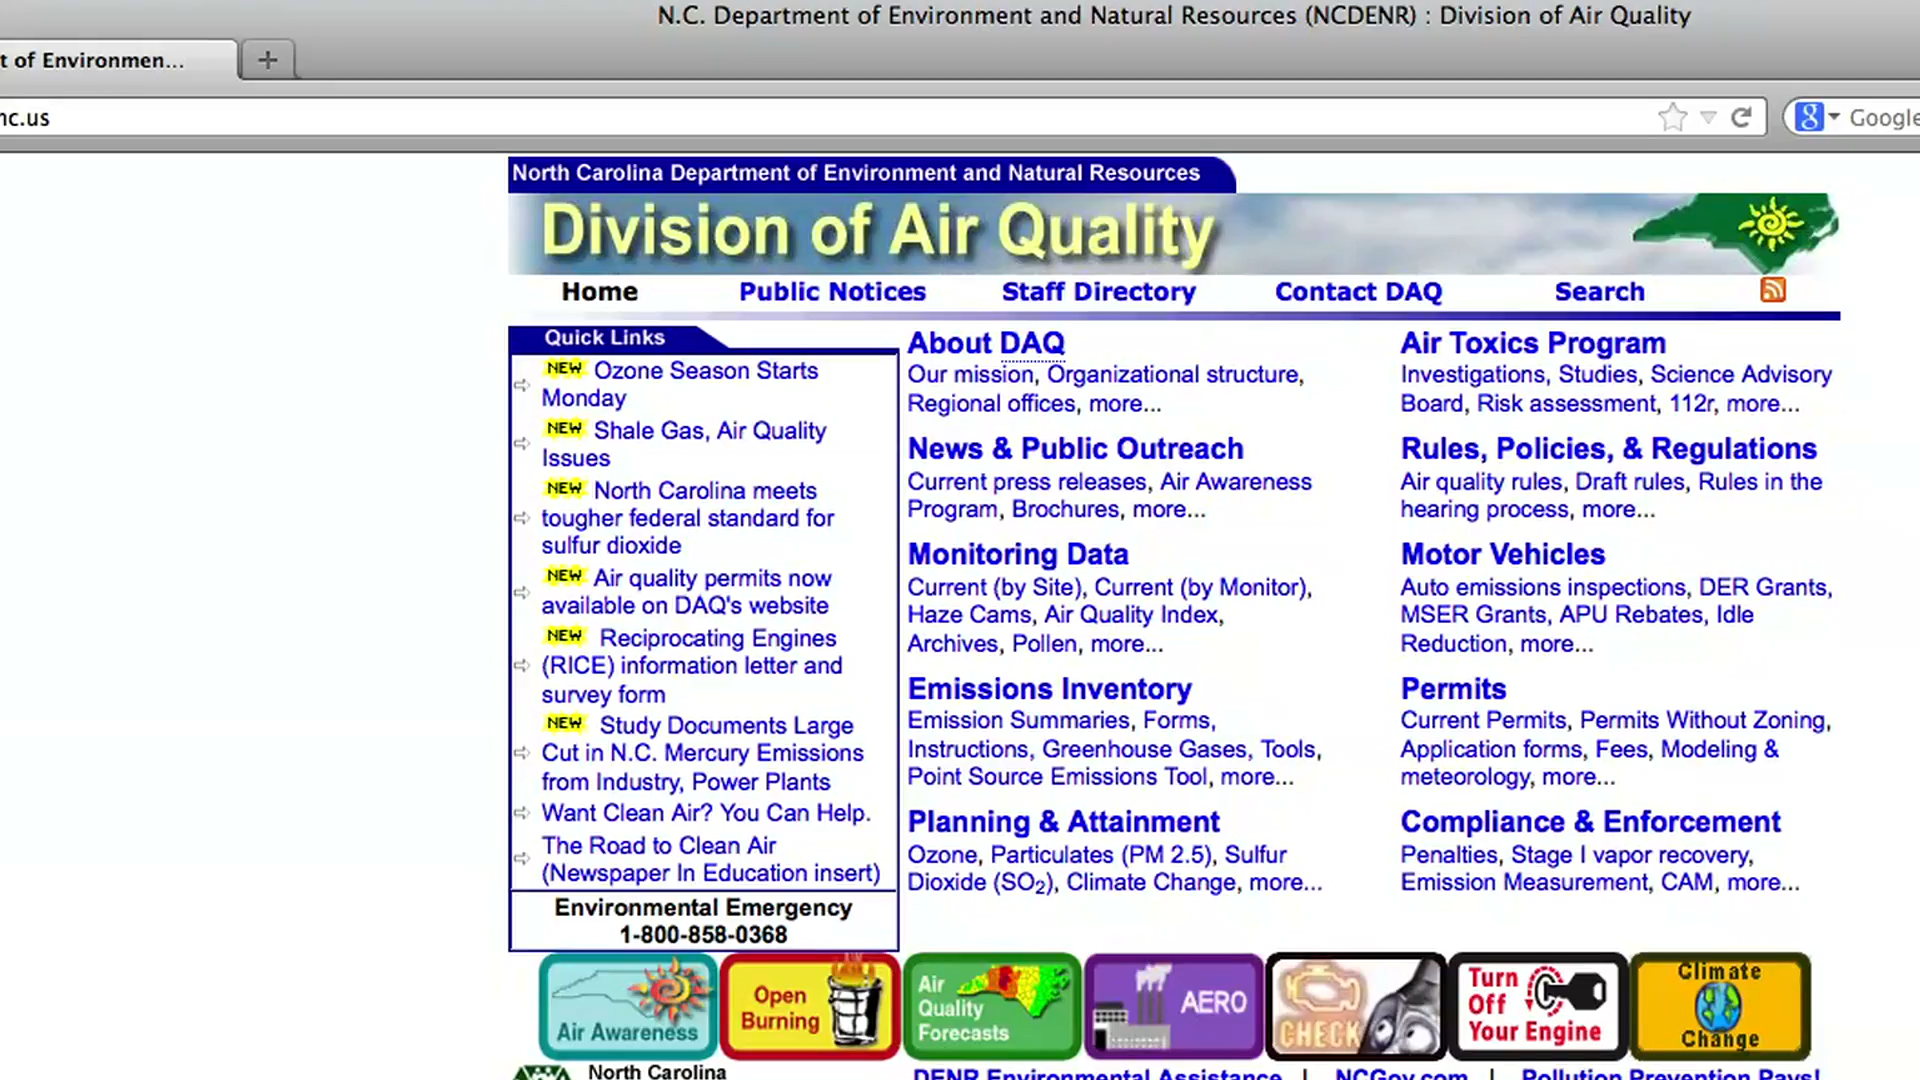 N.C. Department of Environment and Natural Resources (NCDENR) : Division of Air Quality
t of Environmen...
nc.us
Google
North Carolina Department of Environment and Natural Resources
Division of Air Quality
Home Public Notices Staff Directory Contact DAQ Search
Quick Links
NEW Ozone Season Starts
Monday
NEW Shale Gas, Air Quality
Issues
NEW North Carolina meets
tougher federal standard for
sulfur dioxide
NEW Air quality permits now
available on DAQ's website
NEW Reciprocating Engines
(RICE) information letter and
survey form
NEW Study Documents Large
Cut in N.C. Mercury Emissions
from Industry, Power Plants
Want Clean Air? You Can Help.
The Road to Clean Air
(Newspaper In Education insert)
Environmental Emergency
1-800-858-0368
About DAQ
Our mission, Organizational structure,
Regional offices, more...
News & Public Outreach
Current press releases, Air Awareness
Program, Brochures, more...
Monitoring Data
Current (by Site), Current (by Monitor),
Haze Cams, Air Quality Index,
Archives, Pollen, more...
Emissions Inventory
Emission Summaries, Forms,
Instructions, Greenhouse Gases, Tools,
Point Source Emissions Tool, more...
Planning & Attainment
Ozone, Particulates (PM 2.5), Sulfur
Dioxide (SO₂), Climate Change, more...
Air Toxics Program
Investigations, Studies, Science Advisory
Board, Risk assessment, 112r, more...
Rules, Policies, & Regulations
Air quality rules, Draft rules, Rules in the
hearing process, more...
Motor Vehicles
Auto emissions inspections, DER Grants,
MSER Grants, APU Rebates, Idle
Reduction, more...
Permits
Current Permits, Permits Without Zoning,
Application forms, Fees, Modeling &
meteorology, more...
Compliance & Enforcement
Penalties, Stage I vapor recovery,
Emission Measurement, CAM, more...
Air Awareness
Open
Burning
Air
Quality
Forecasts
AERO
CHECK
Turn
Off
Your Engine
Climate
Change
North Carolina
DENR Environmental Assistance | NCGov.com | Pollution Prevention Pays!